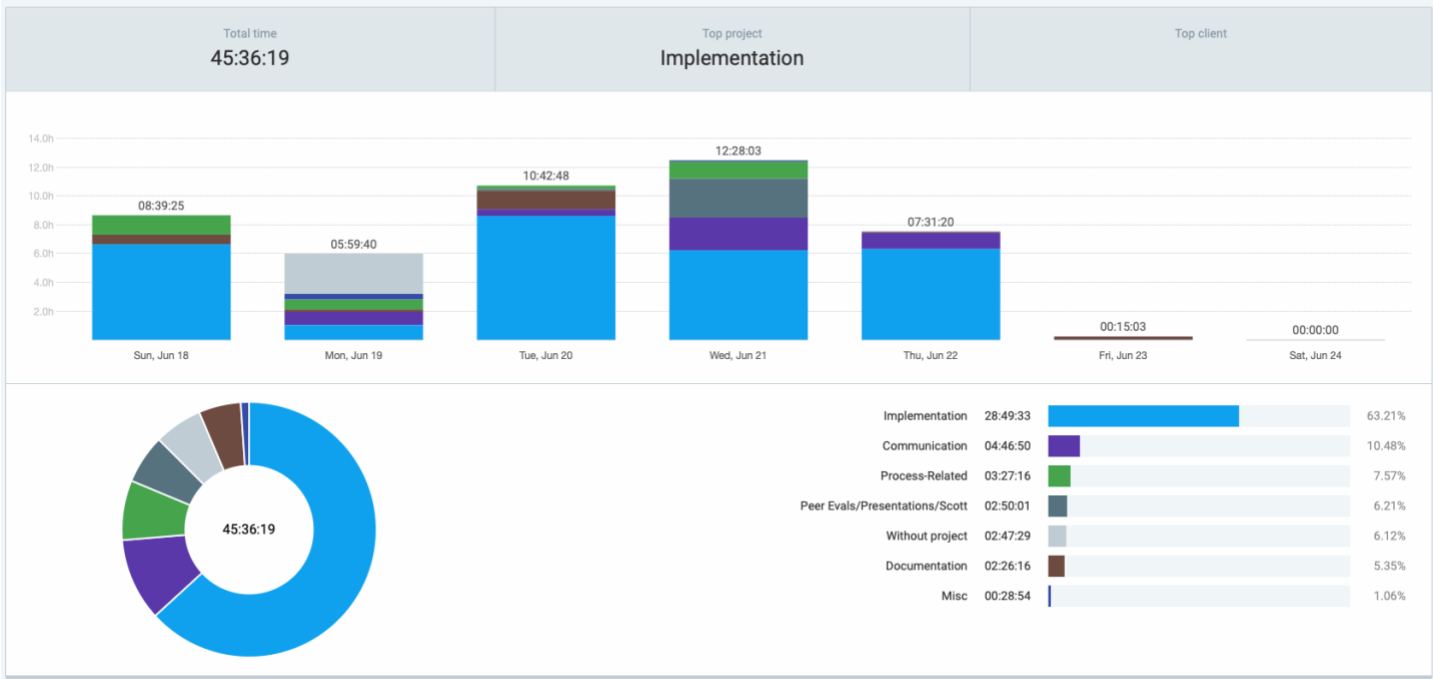 Total time
45:36:19
Top project
Implementation
Top client
14.0h
12.0h
10.0h
8.0h
6.0h
4.0h
2.0h
08:39:25
05:59:40
10:42:48
12:28:03
07:31:20
00:15:03
00:00:00
Sun, Jun 18
Mon, Jun 19
Tue, Jun 20
Wed, Jun 21
Thu, Jun 22
Fri, Jun 23
Sat, Jun 24
45:36:19
Implementation 28:49:33 63.21%
Communication 04:46:50 10.48%
Process-Related 03:27:16 7.57%
Peer Evals/Presentations/Scott 02:50:01 6.21%
Without project 02:47:29 6.12%
Documentation 02:26:16 5.35%
Misc 00:28:54 1.06%